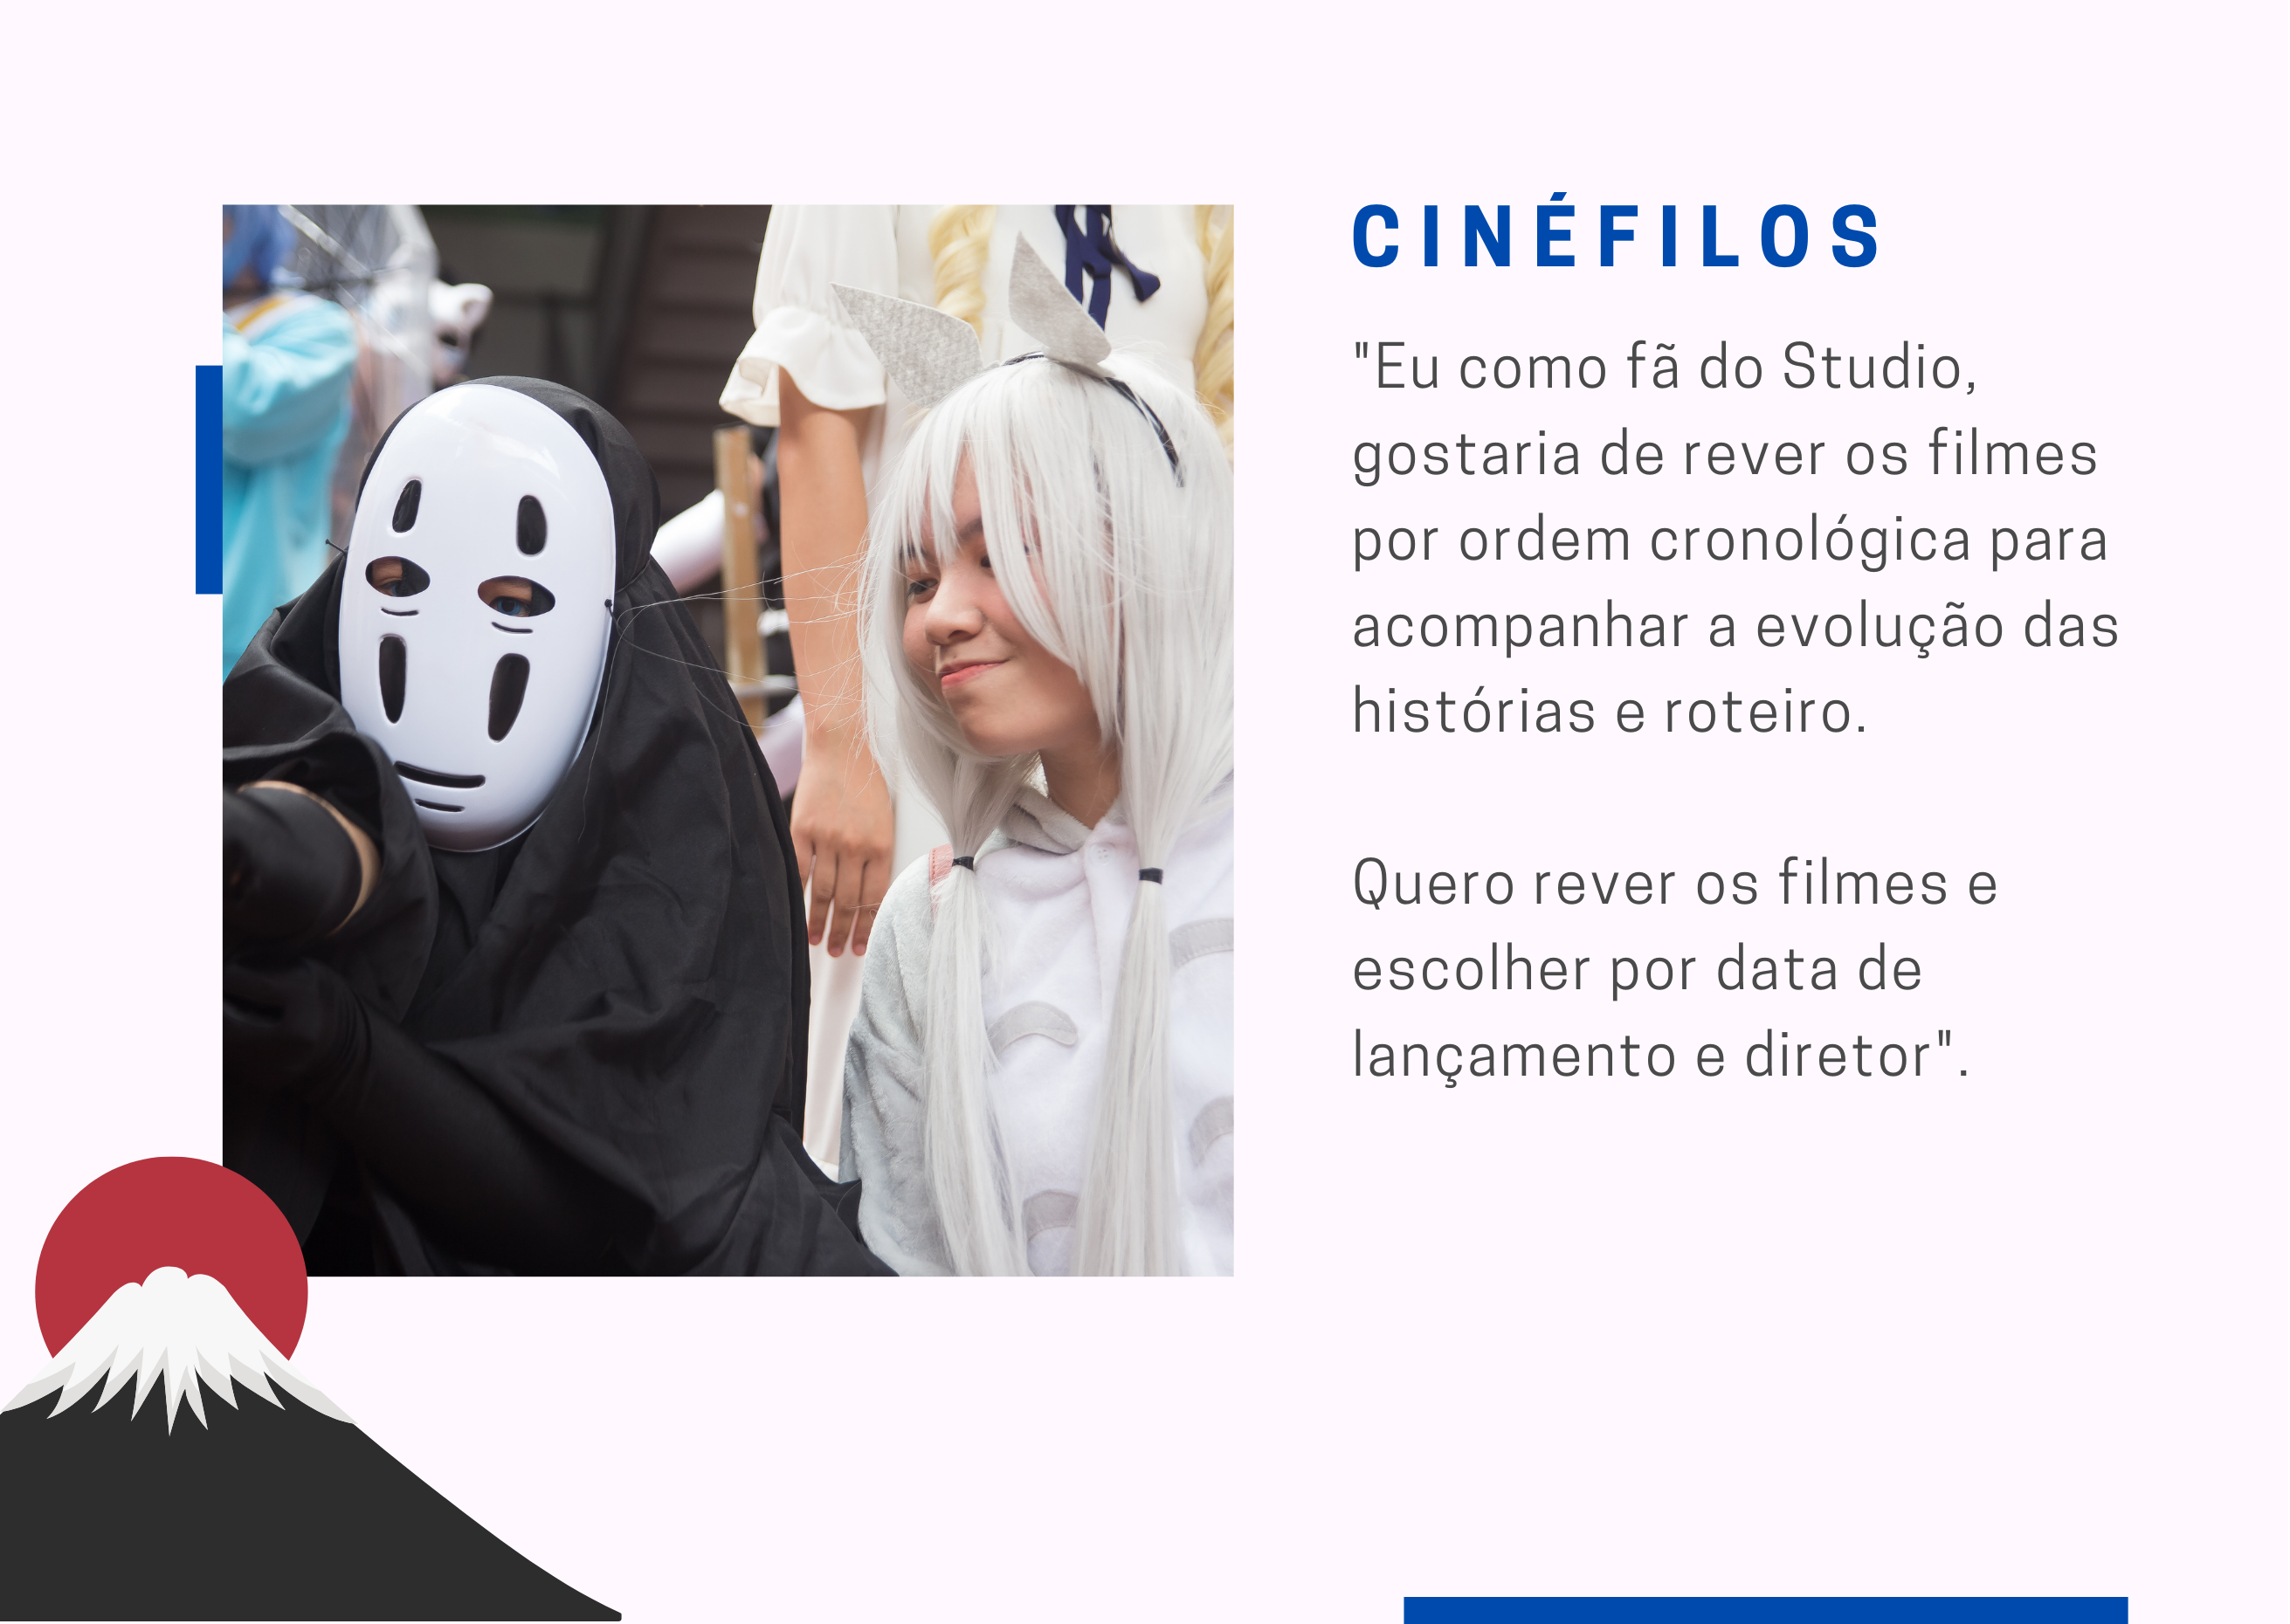 CINÉFILOS
"Eu como fã do Studio,
gostaria de rever os filmes
por ordem cronológica para
acompanhar a evolução das
histórias e roteiro.
Quero rever os filmes e
escolher por data de
lançamento e diretor".